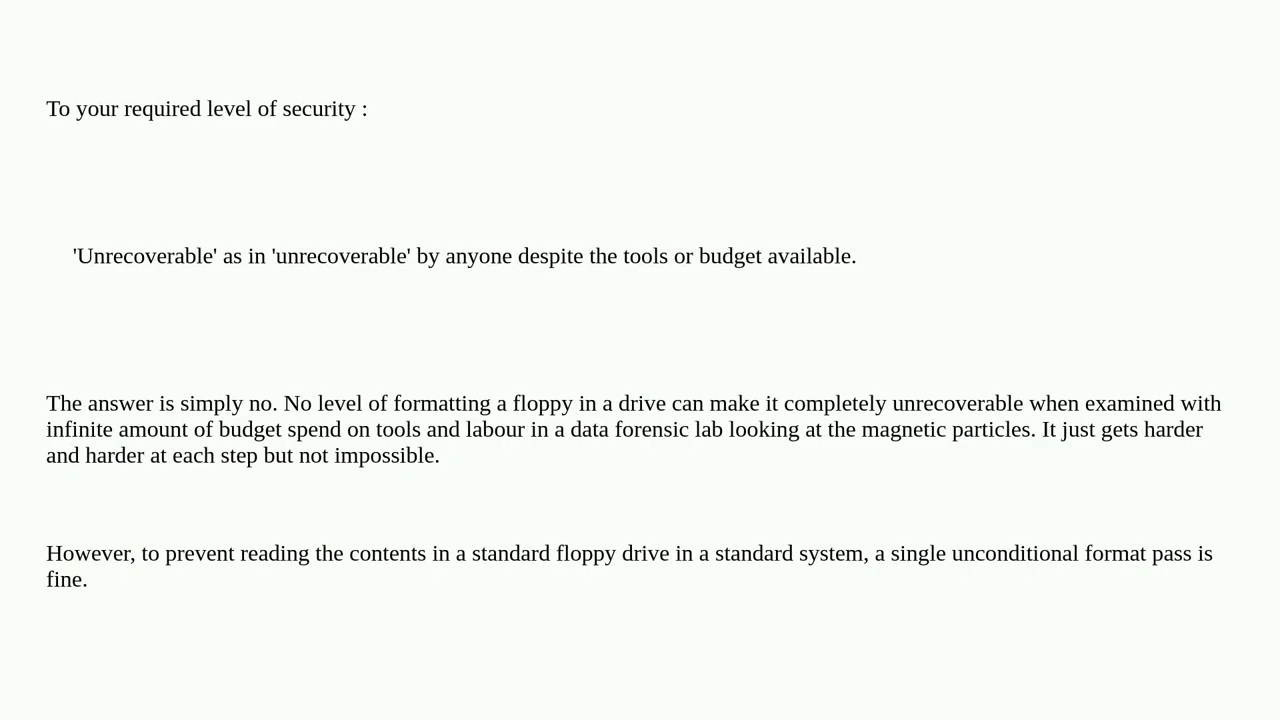 To your required level of security :
'Unrecoverable' as in 'unrecoverable' by anyone despite the tools or budget available.
The answer is simply no. No level of formatting a floppy in a drive can make it completely unrecoverable when examined with
infinite amount of budget spend on tools and labour in a data forensic lab looking at the magnetic particles. It just gets harder
and harder at each step but not impossible.
However, to prevent reading the contents in a standard floppy drive in a standard system, a single unconditional format pass is
fine.